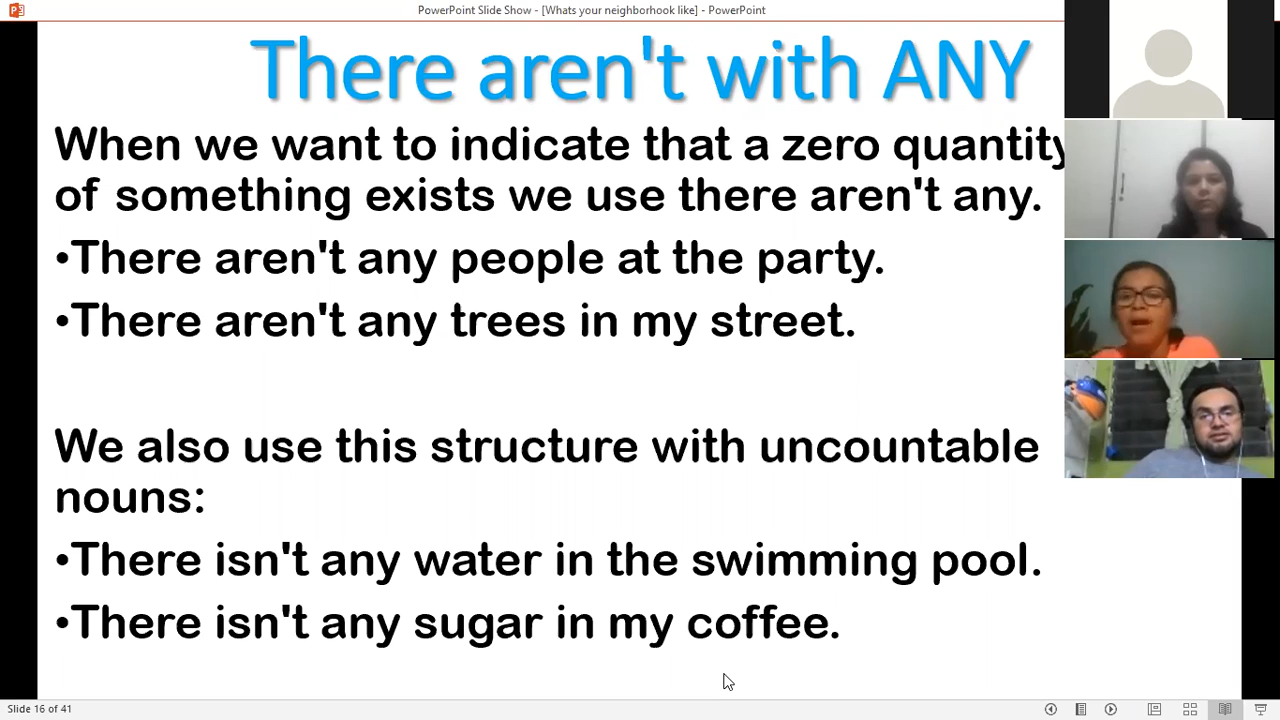 PowerPoint Slide Show - [Whats your neighborhook like] - PowerPoint
There aren't with ANY
When we want to indicate that a zero quantity
of something exists we use there aren't any.
•There aren't any people at the party.
•There aren't any trees in my street.
We also use this structure with uncountable
nouns:
•There isn't any water in the swimming pool.
•There isn't any sugar in my coffee.
Slide 16 of 41